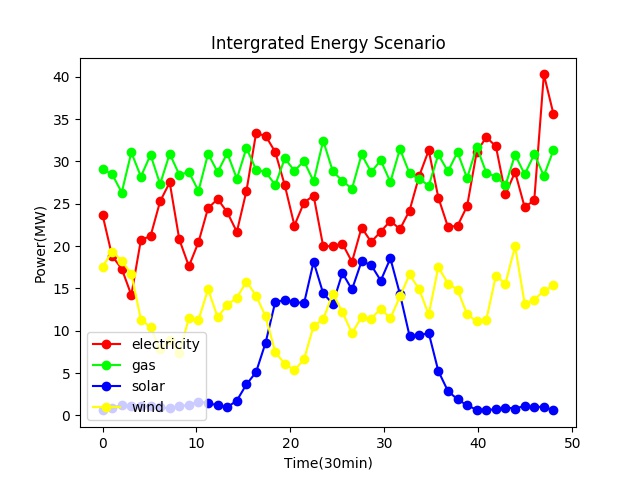 Intergrated Energy Scenario
Power(MW)
40
35
30
25
20
15
10
5
0
electricity
gas
solar
wind
0 10 20 30 40 50
Time(30min)